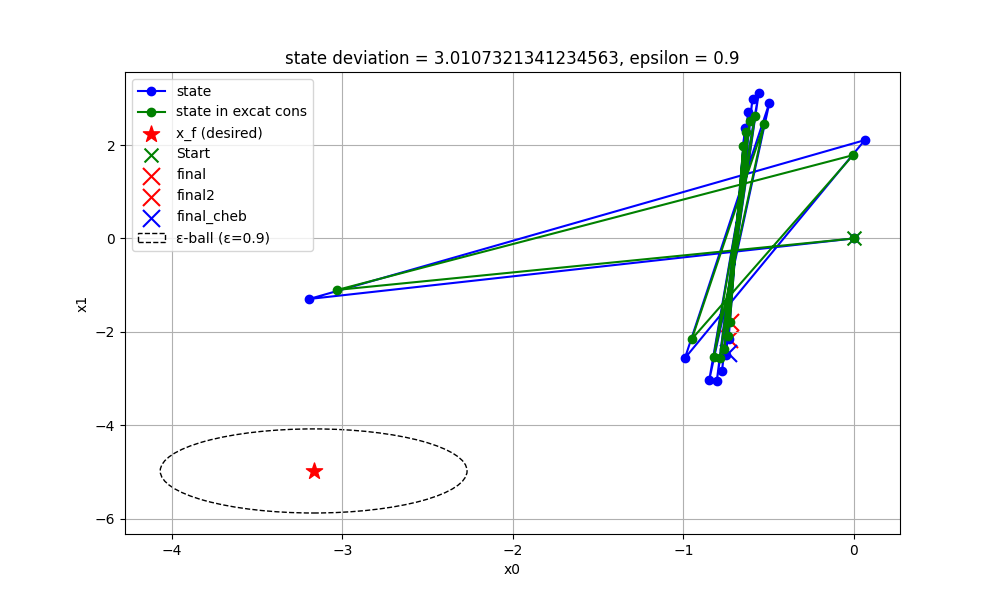 state deviation = 3.0107321341234563, epsilon = 0.9
state
state in excat cons
x_f (desired)
Start
final
final2
final_cheb
ε-ball (ε=0.9)
x1
2
0
−2
−4
−6
−4
−3
−2
−1
0
x0